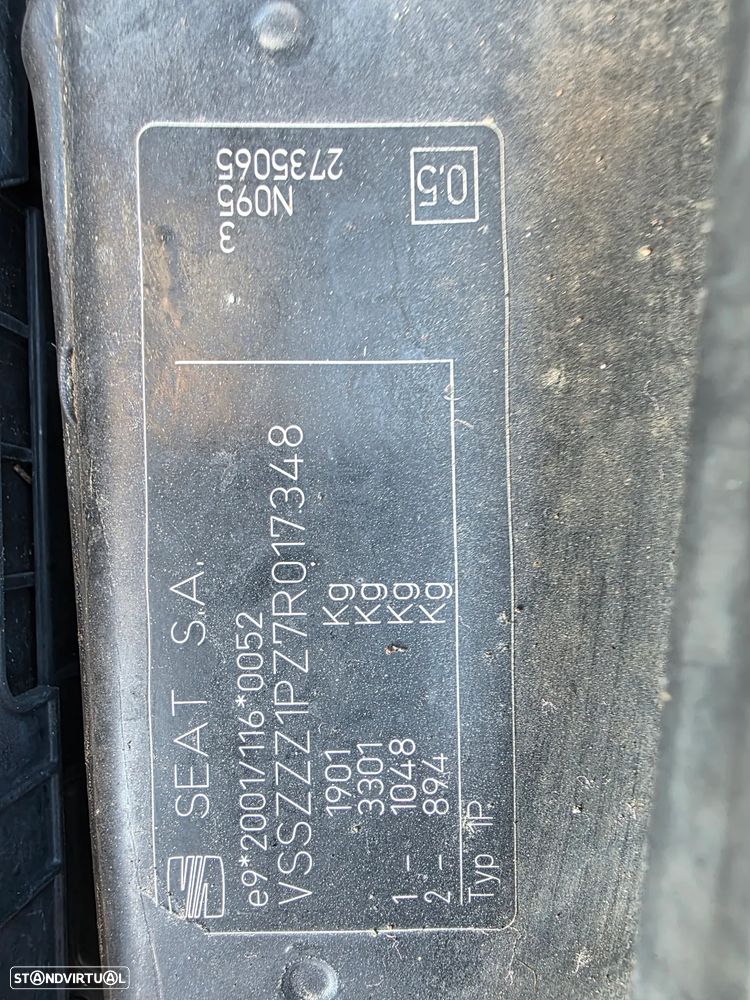 SEAT S.A.
e9*2001/116*0052
VSSZZZ1PZ7R017348
1901 Kg
3301 Kg
1 - 1048 Kg
2 - 894 Kg
Typ 1P
2735065
N095
3
0.5
STANDVIRTUAL